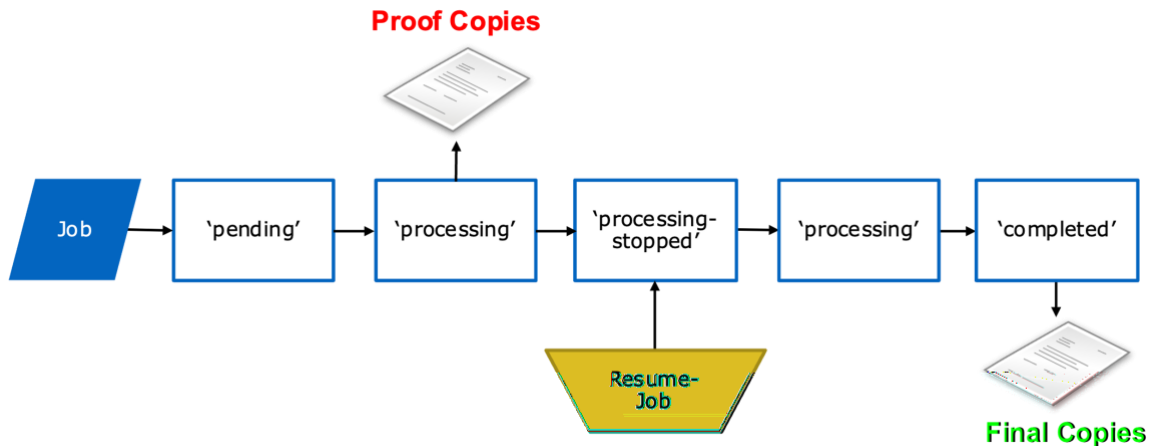 Proof Copies
Job
‘pending’
‘processing’
‘processing-
stopped’
‘processing’
‘completed’
Resume-
Job
Final Copies